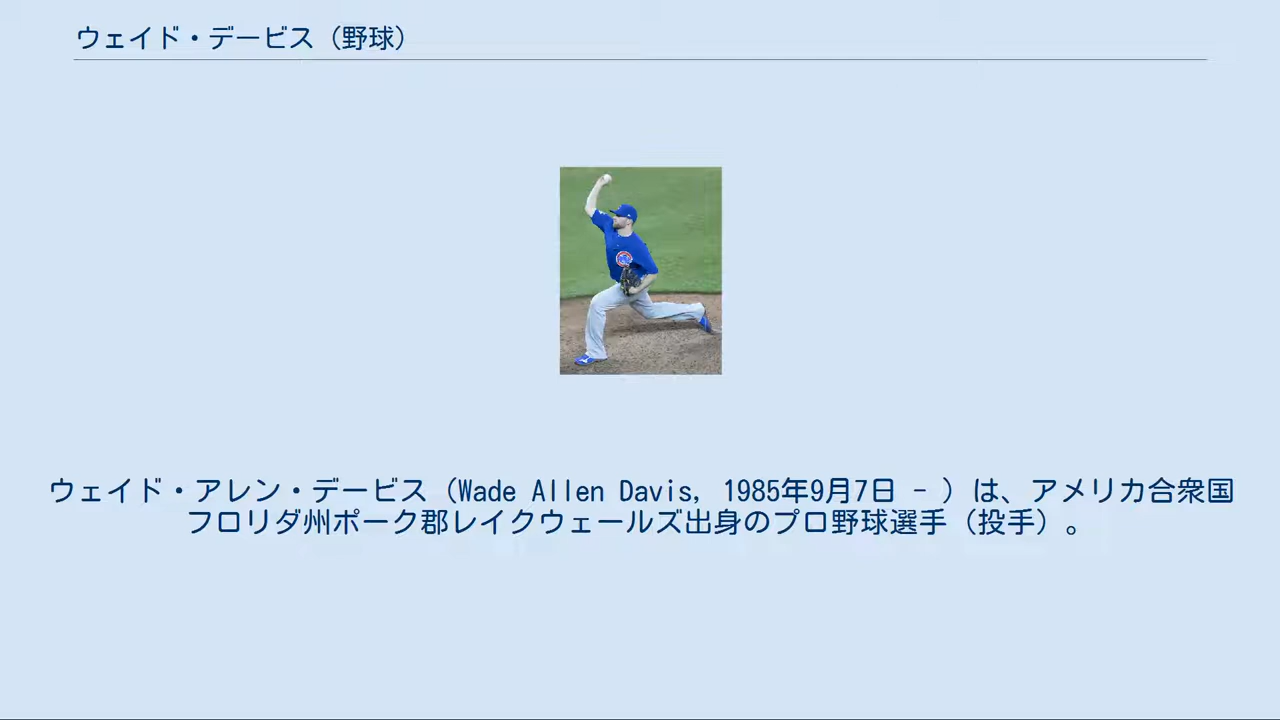 ウェイド・デービス（野球）
ウェイド・アレン・デービス（Wade Allen Davis, 1985年9月7日 - ）は、アメリカ合衆国
フロリダ州ポーク郡レイクウェールズ出身のプロ野球選手（投手）。